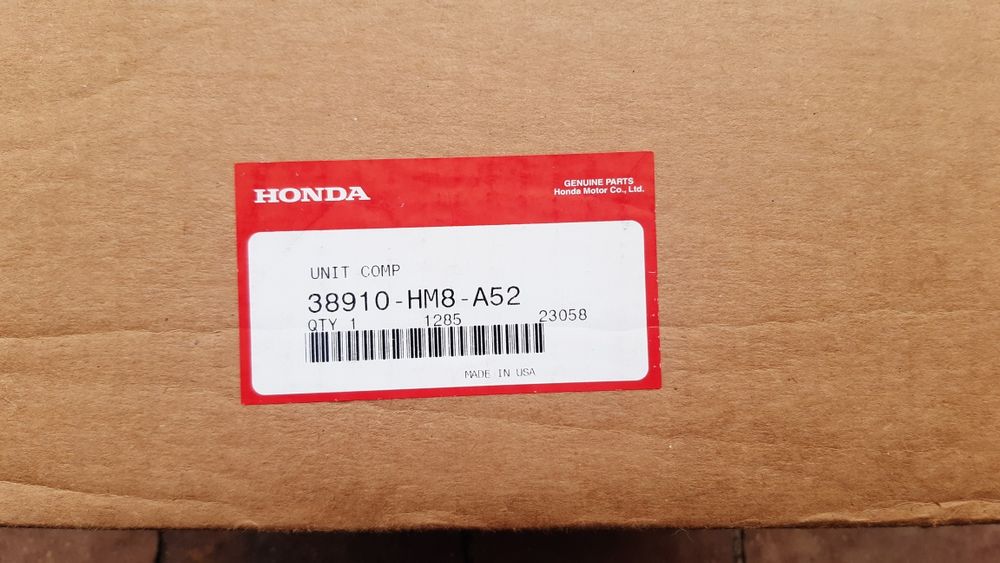 HONDA
GENUINE PARTS
Honda Motor Co., Ltd.
UNIT COMP
38910-HM8-A52
QTY 1 1285 23058
MADE IN USA